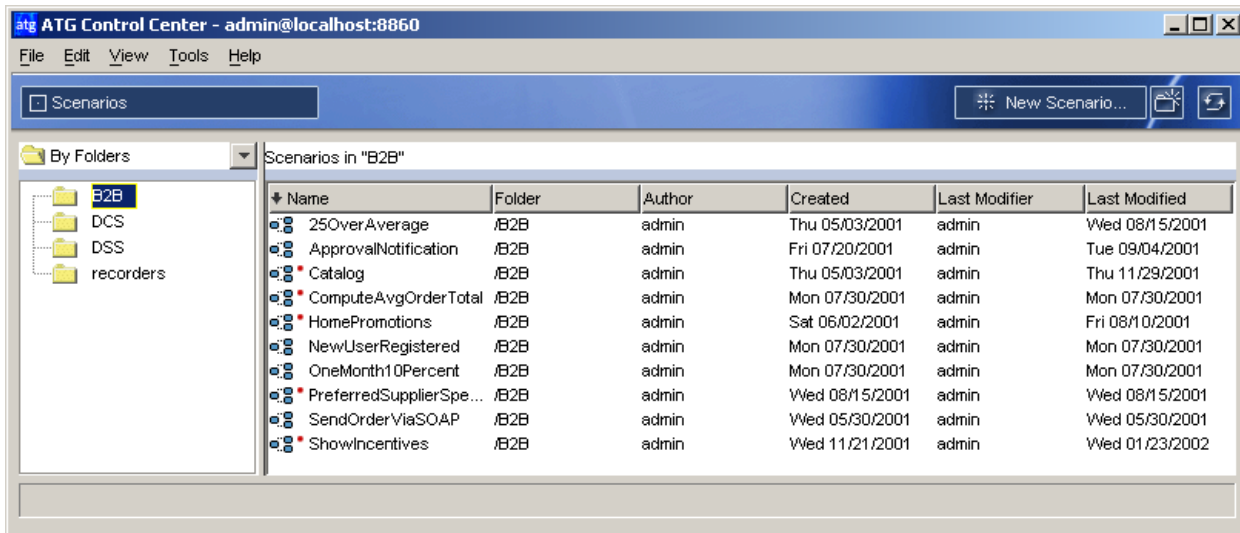 atg ATG Control Center - admin@localhost:8860
File Edit View Tools Help
Scenarios New Scenario...
By Folders Scenarios in "B2B"
B2B
DCS
DSS
recorders
Name Folder Author Created Last Modifier Last Modified
25OverAverage /B2B admin Thu 05/03/2001 admin Wed 08/15/2001
ApprovalNotification /B2B admin Fri 07/20/2001 admin Tue 09/04/2001
Catalog /B2B admin Thu 05/03/2001 admin Thu 11/29/2001
ComputeAvgOrderTotal /B2B admin Mon 07/30/2001 admin Mon 07/30/2001
HomePromotions /B2B admin Sat 06/02/2001 admin Fri 08/10/2001
NewUserRegistered /B2B admin Mon 07/30/2001 admin Mon 07/30/2001
OneMonth10Percent /B2B admin Mon 07/30/2001 admin Mon 07/30/2001
PreferredSupplierSpe... /B2B admin Wed 08/15/2001 admin Wed 08/15/2001
SendOrderViaSOAP /B2B admin Wed 05/30/2001 admin Wed 05/30/2001
ShowIncentives /B2B admin Wed 11/21/2001 admin Wed 01/23/2002